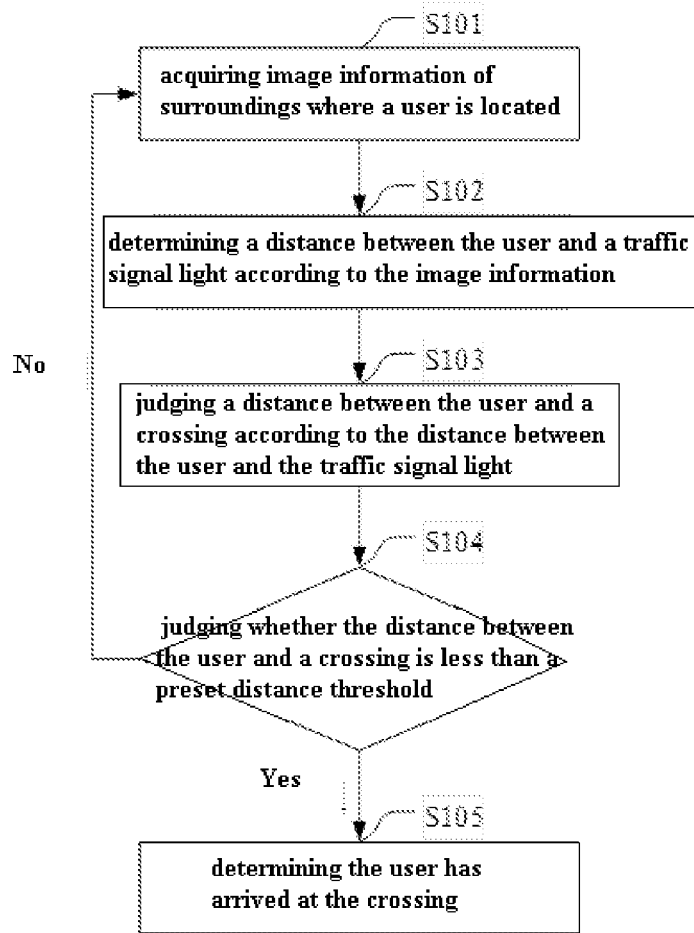 S101
acquiring image information of
surroundings where a user is located
S102
determining a distance between the user and a traffic
signal light according to the image information
S103
No
judging a distance between the user and a
crossing according to the distance between
the user and the traffic signal light
S104
judging whether the distance between
the user and a crossing is less than a
preset distance threshold
Yes
S105
determining the user has
arrived at the crossing